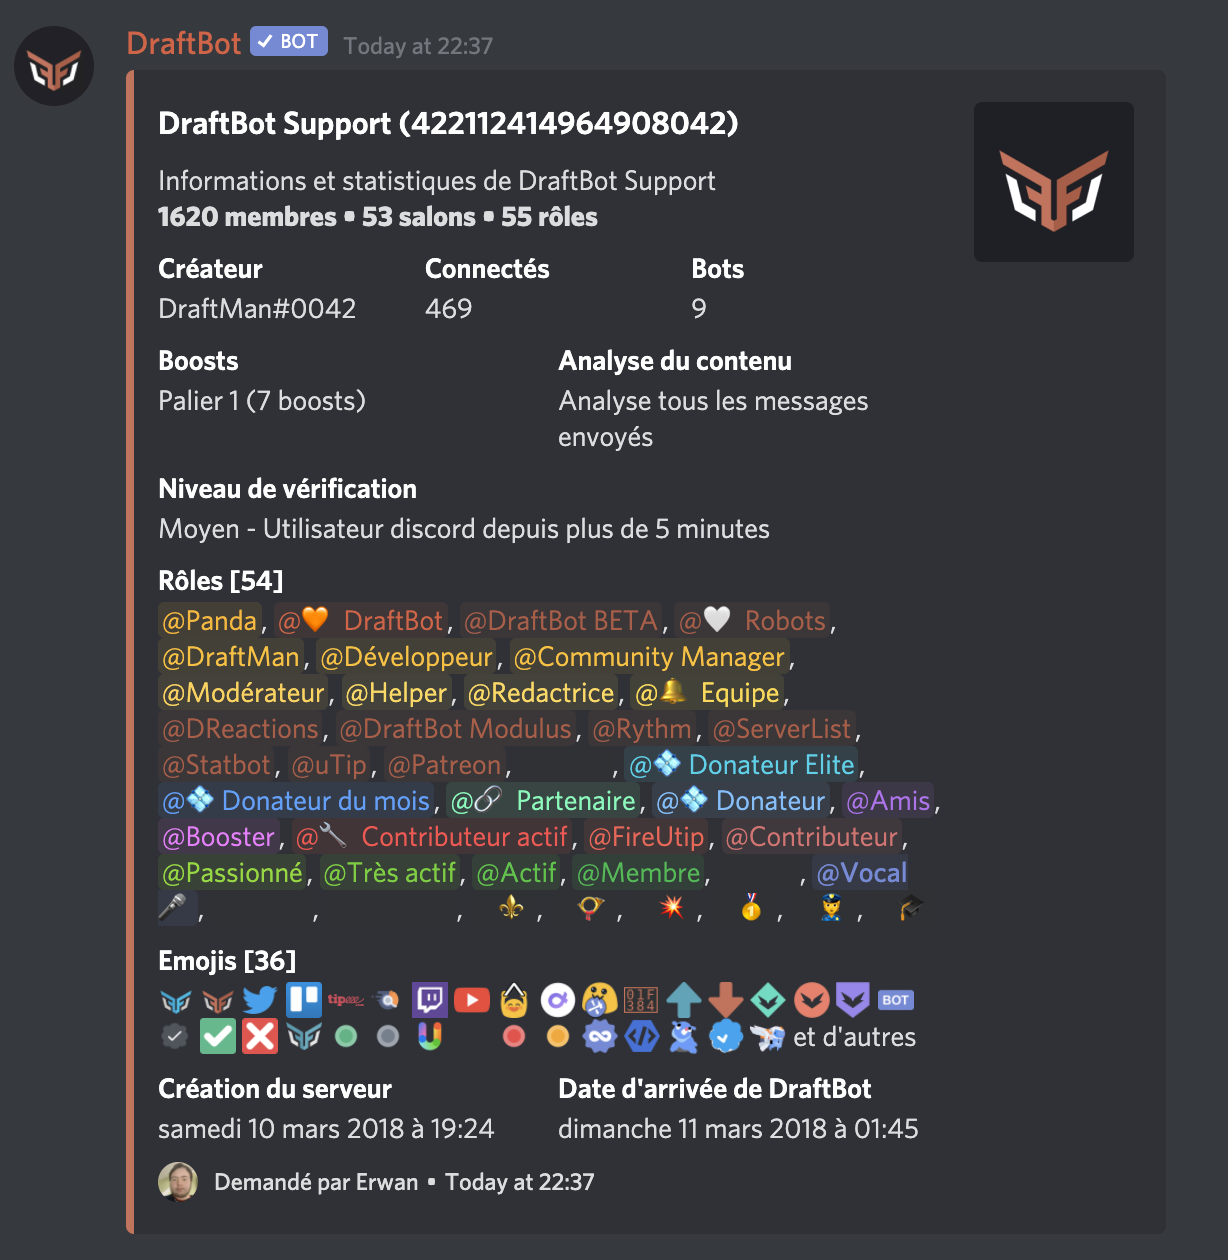 DraftBot ✓ BOT Today at 22:37
DraftBot Support (422112414964908042)
Informations et statistiques de DraftBot Support
1620 membres ▪ 53 salons ▪ 55 rôles
Créateur Connectés Bots
DraftMan#0042 469 9
Boosts Analyse du contenu
Palier 1 (7 boosts) Analyse tous les messages
envoyés
Niveau de vérification
Moyen - Utilisateur discord depuis plus de 5 minutes
Rôles [54]
@Panda, @🧡 DraftBot, @DraftBot BETA, @🤍 Robots,
@DraftMan, @Développeur, @Community Manager,
@Modérateur, @Helper, @Redactrice, @🔔 Equipe,
@DReactions, @DraftBot Modulus, @Rythm, @ServerList,
@Statbot, @uTip, @Patreon, , @💠 Donateur Elite,
@💠 Donateur du mois, @🔗 Partenaire, @💠 Donateur, @Amis,
@Booster, @🔧 Contributeur actif, @FireUtip, @Contributeur,
@Passionné, @Très actif, @Actif, @Membre, , @Vocal
🎤, , , ⚜, 📯, 💥, 🥇, 👮, 🎓
Emojis [36]
tipeee 01F384 BOT
et d'autres
Création du serveur Date d'arrivée de DraftBot
samedi 10 mars 2018 à 19:24 dimanche 11 mars 2018 à 01:45
Demandé par Erwan • Today at 22:37